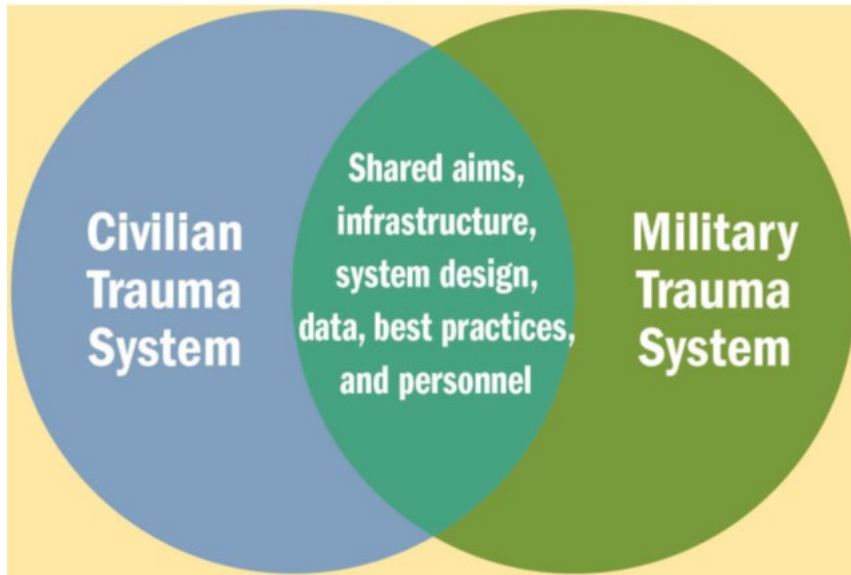 Civilian
Trauma
System
Shared aims,
infrastructure,
system design,
data, best practices,
and personnel
Military
Trauma
System